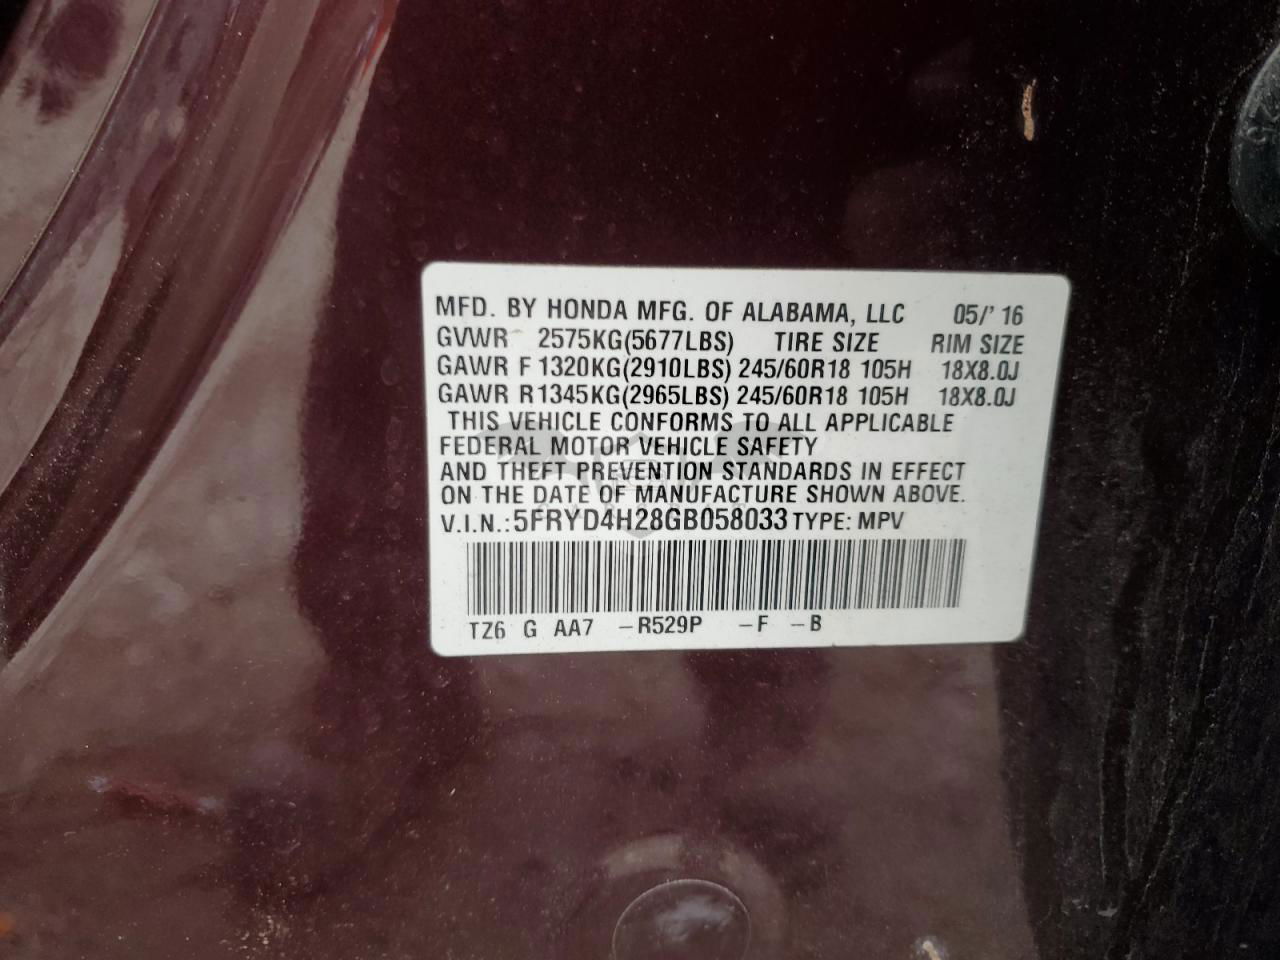 MFD. BY HONDA MFG. OF ALABAMA, LLC 05/'16
GVWR 2575KG(5677LBS) TIRE SIZE RIM SIZE
GAWR F 1320KG(2910LBS) 245/60R18 105H 18X8.0J
GAWR R 1345KG(2965LBS) 245/60R18 105H 18X8.0J
THIS VEHICLE CONFORMS TO ALL APPLICABLE
FEDERAL MOTOR VEHICLE SAFETY
AND THEFT PREVENTION STANDARDS IN EFFECT
ON THE DATE OF MANUFACTURE SHOWN ABOVE.
V.I.N.: 5FRYD4H28GB058033 TYPE: MPV
TZ6 G AA7 -R529P -F -B